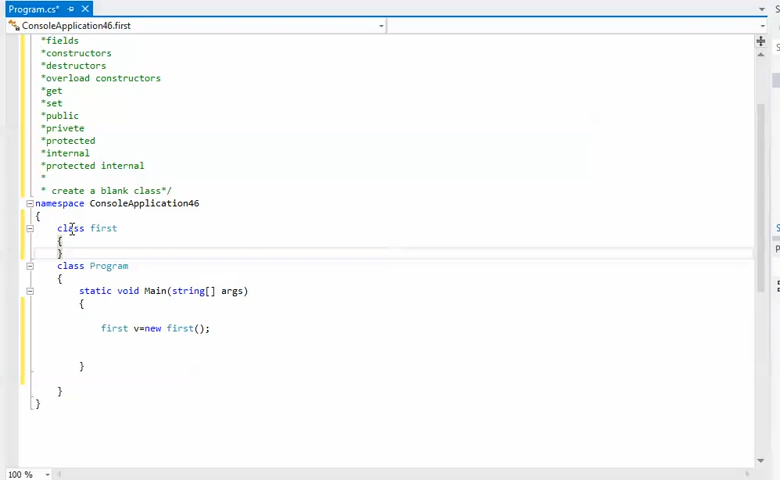 Program.cs*
ConsoleApplication46.first
*fields
*constructors
*destructors
*overload constructors
*get
*set
*public
*privete
*protected
*internal
*protected internal
*
* create a blank class*/
namespace ConsoleApplication46
{
class first
{
}
class Program
{
static void Main(string[] args)
{
first v=new first();
}
}
}
100 %